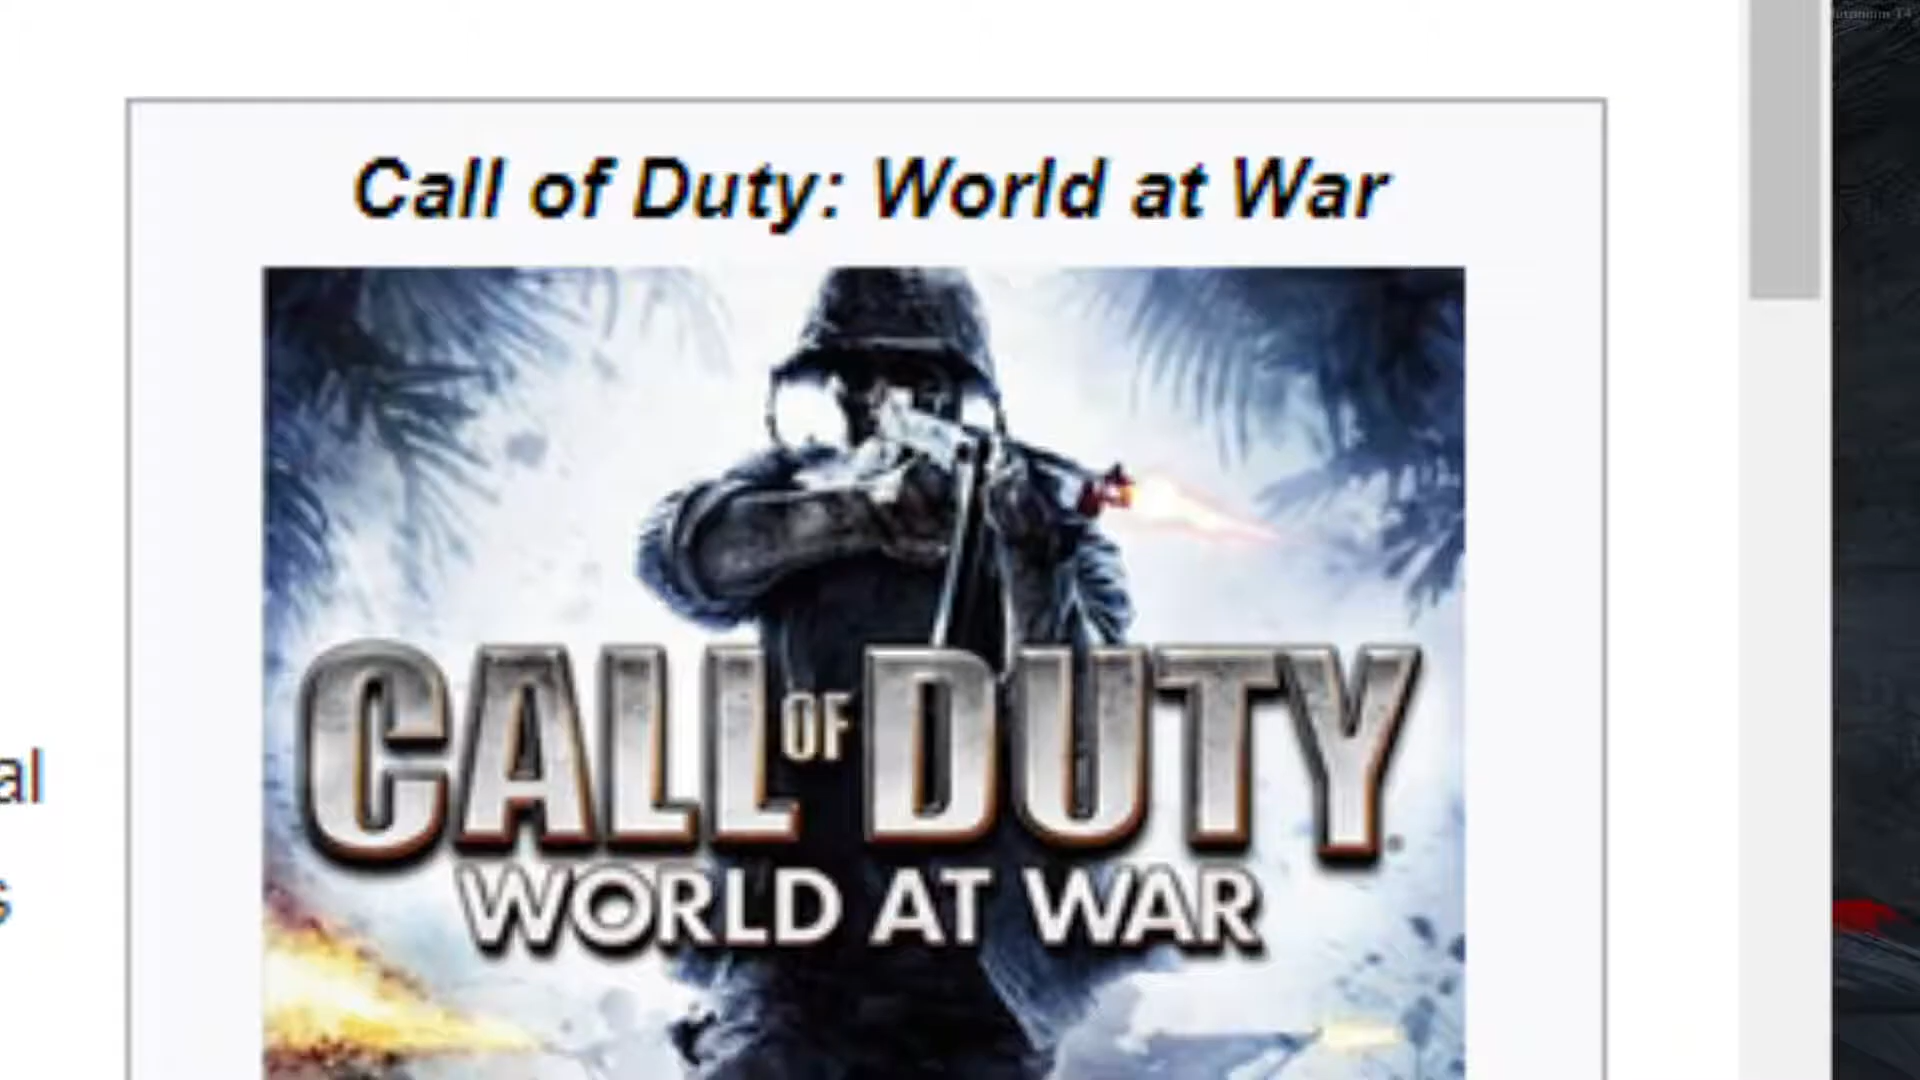 Call of Duty: World at War
CALL OF DUTY
WORLD AT WAR
al
s